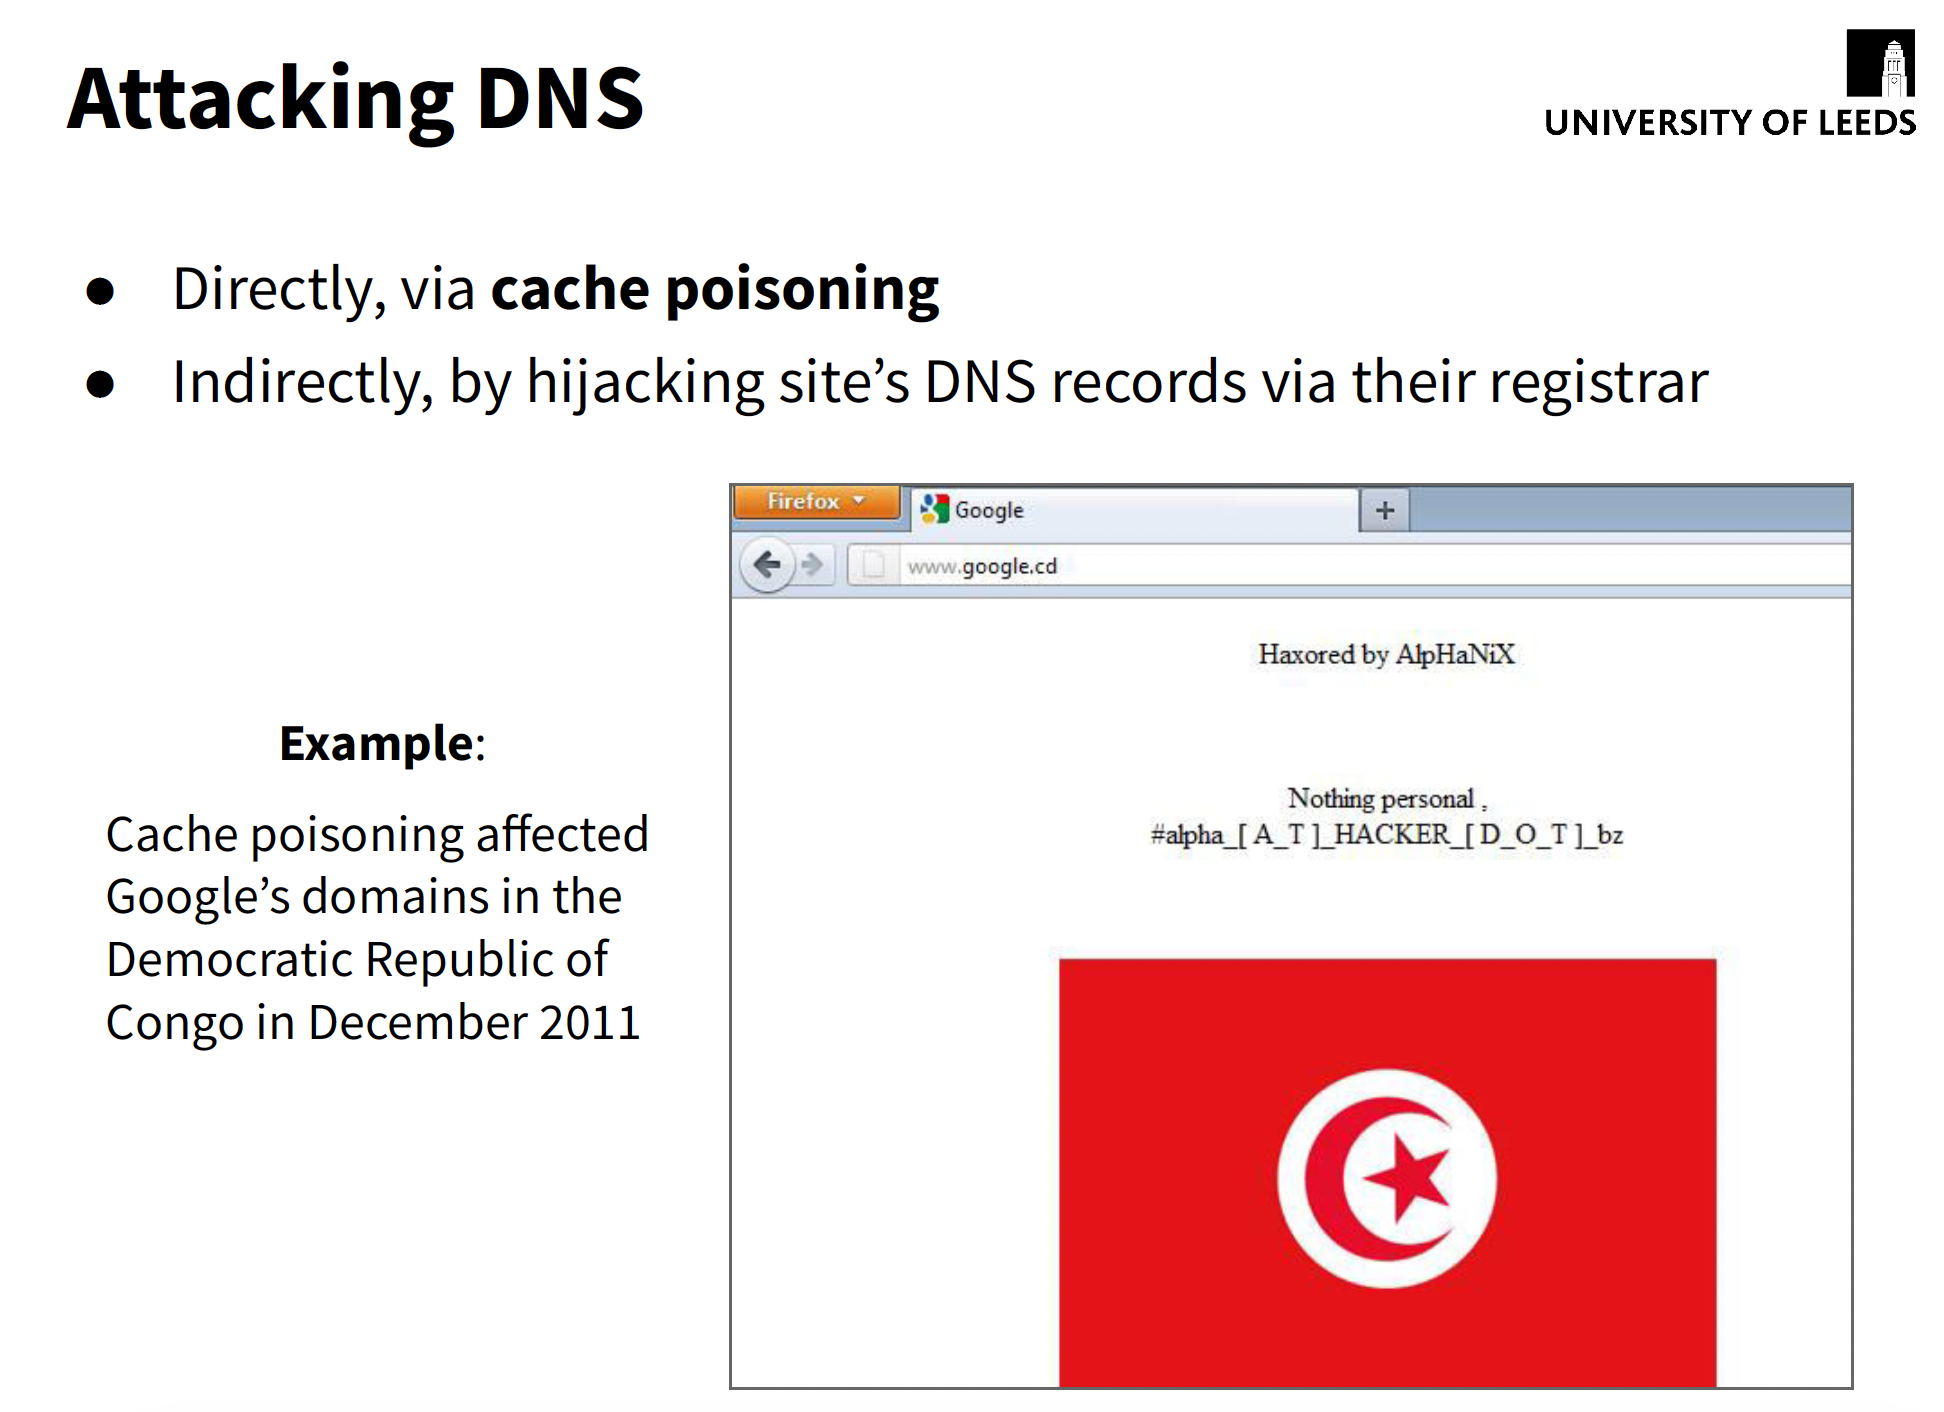 Attacking DNS
UNIVERSITY OF LEEDS
● Directly, via cache poisoning
● Indirectly, by hijacking site’s DNS records via their registrar
Example:
Cache poisoning affected
Google’s domains in the
Democratic Republic of
Congo in December 2011
Firefox
Google
+
www.google.cd
Haxored by AlpHaNiX
Nothing personal ,
#alpha_[ A_T ]_HACKER_[ D_O_T ]_bz